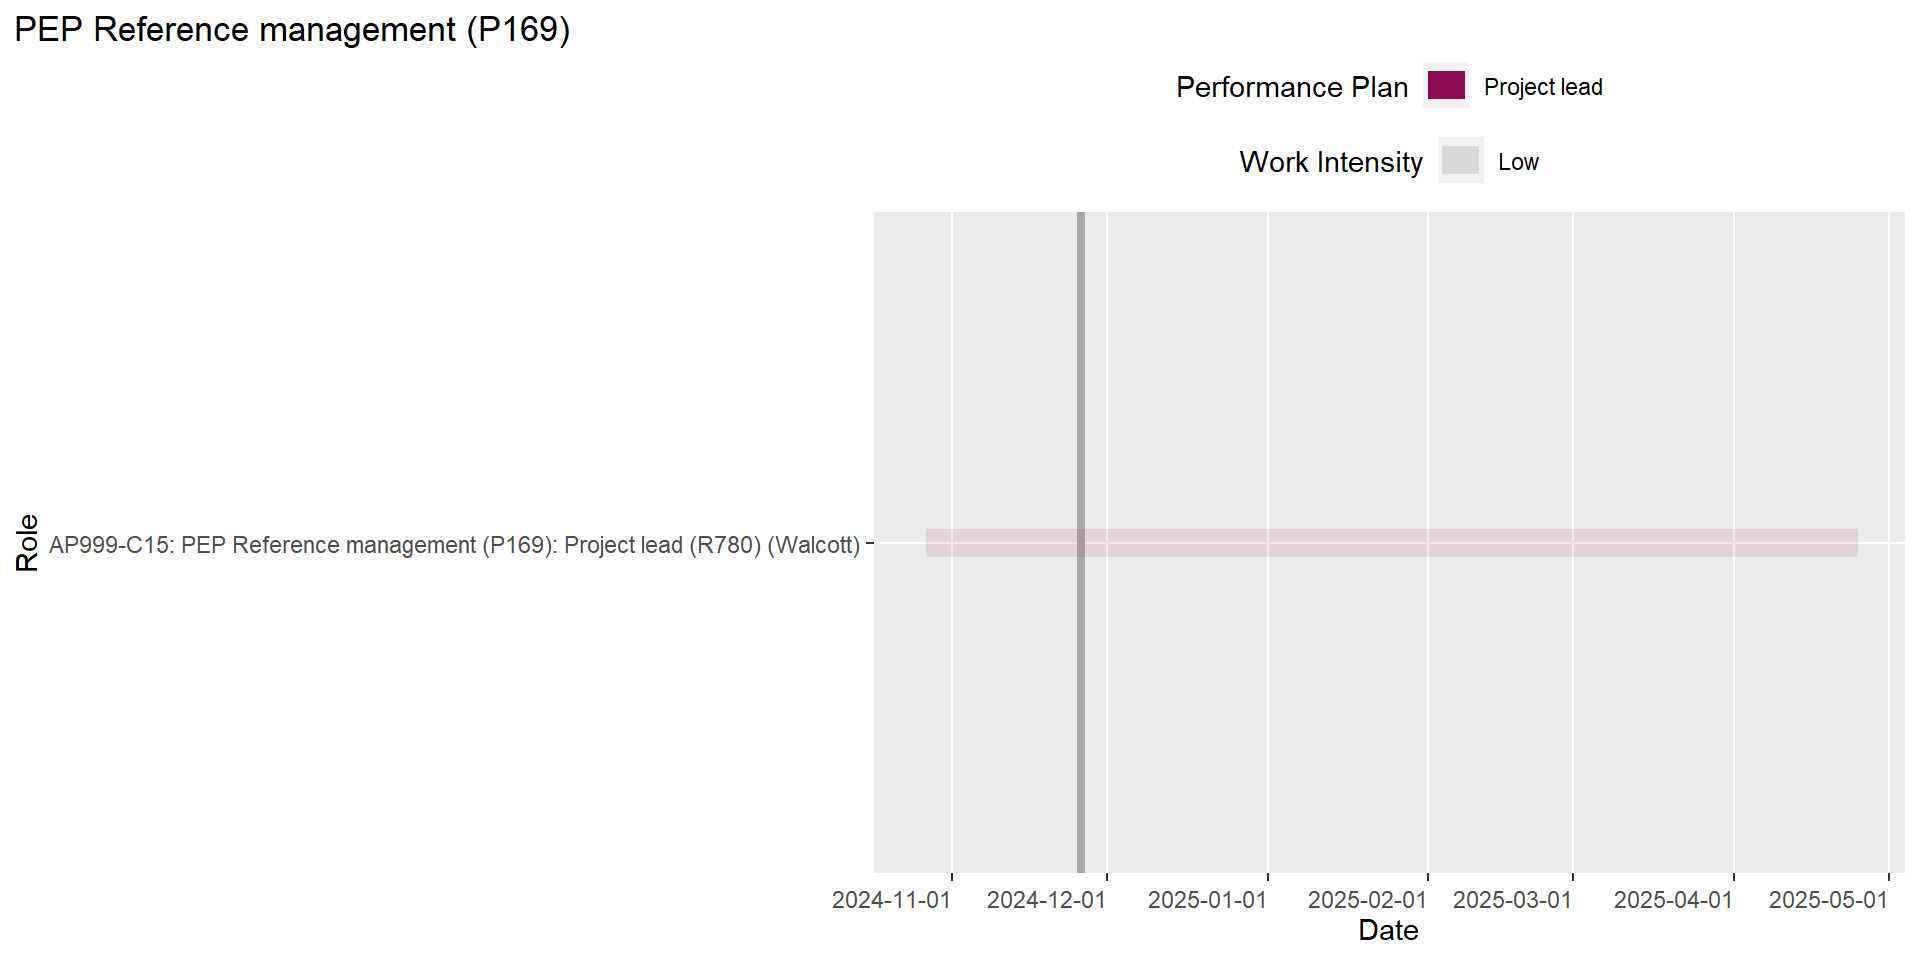 PEP Reference management (P169)
Performance Plan Project lead
Work Intensity Low
Role
AP999-C15: PEP Reference management (P169): Project lead (R780) (Walcott)
2024-11-01 2024-12-01 2025-01-01 2025-02-01 2025-03-01 2025-04-01 2025-05-01
Date